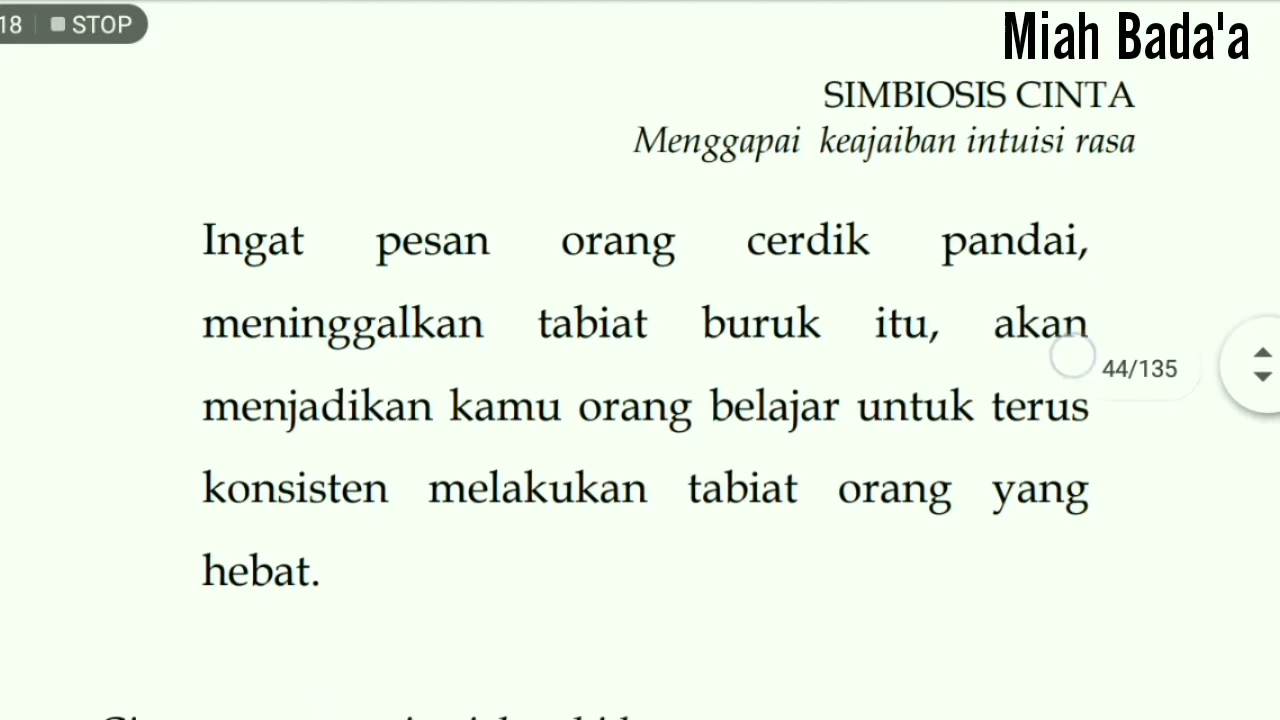 18 STOP
Miah Bada'a
SIMBIOSIS CINTA
Menggapai keajaiban intuisi rasa
Ingat pesan orang cerdik pandai,
meninggalkan tabiat buruk itu, akan
44/135
menjadikan kamu orang belajar untuk terus
konsisten melakukan tabiat orang yang
hebat.